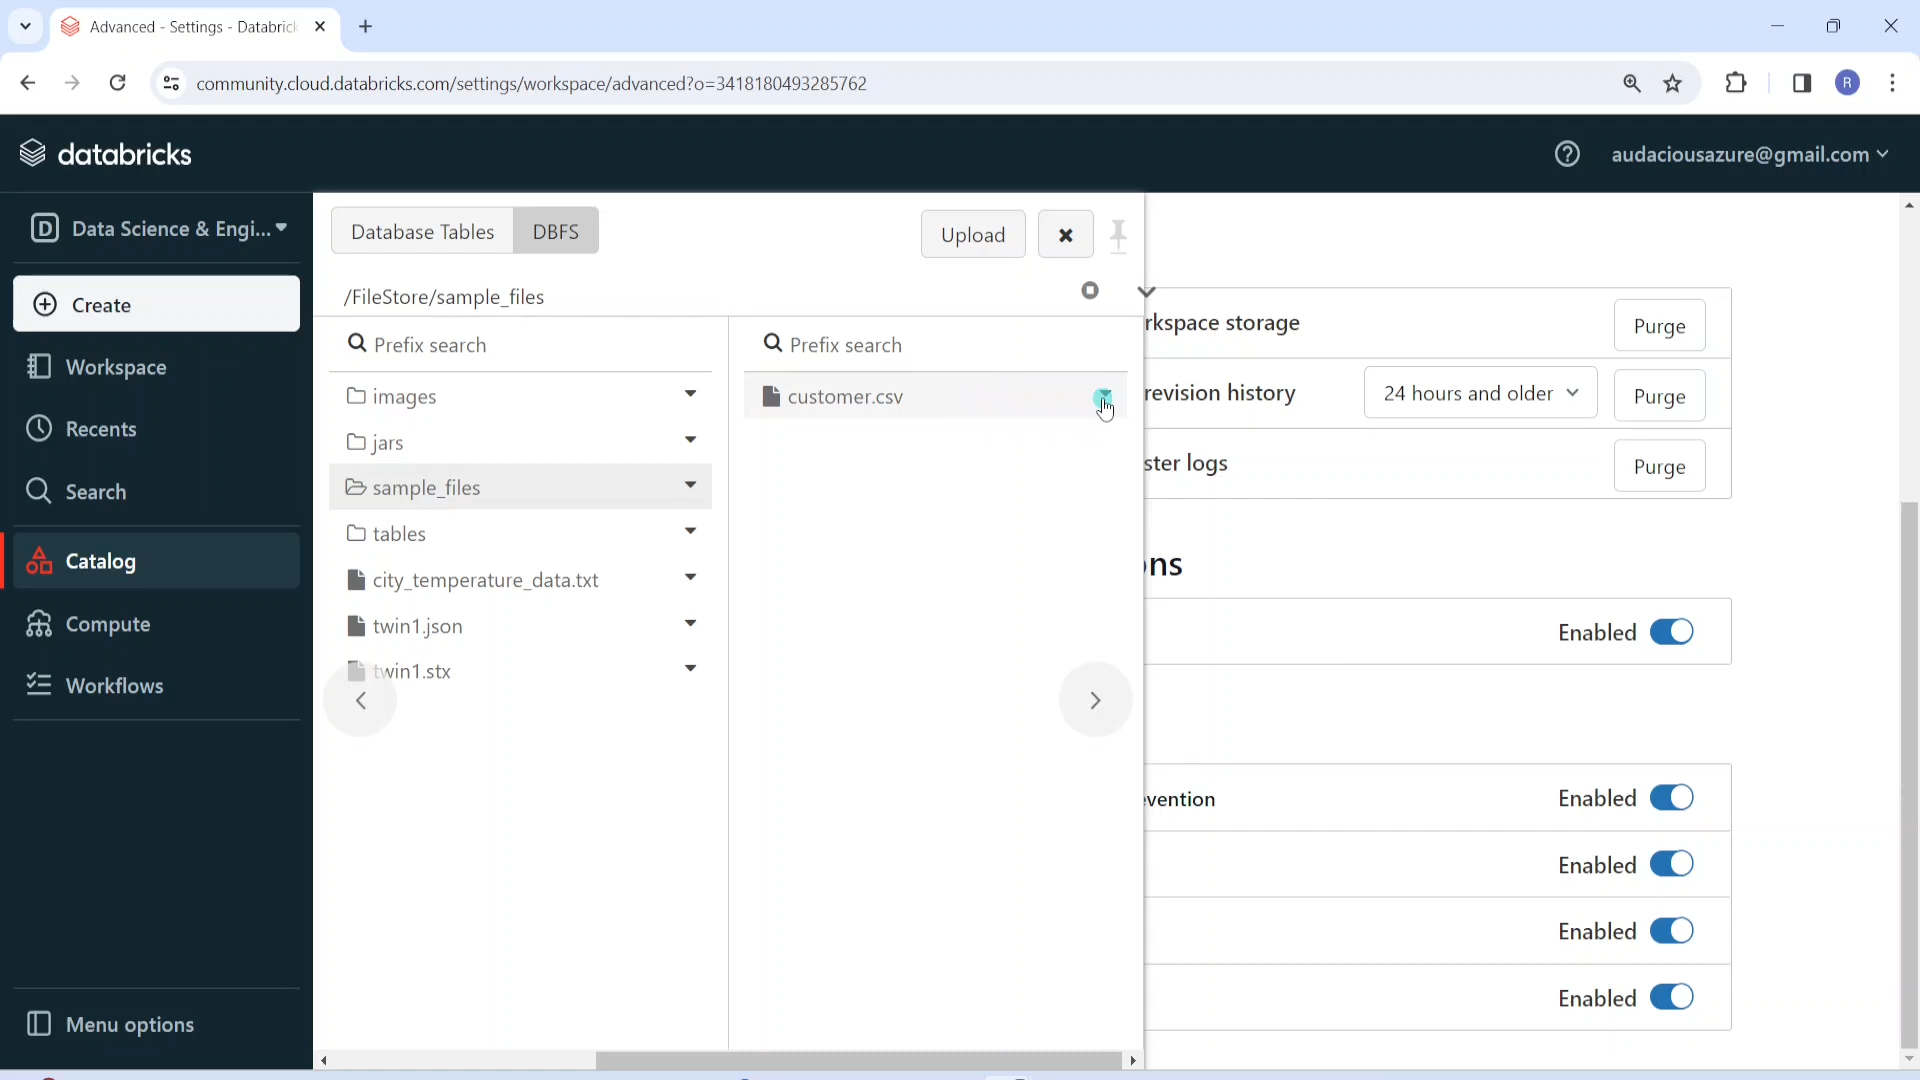 Advanced - Settings - Databric
community.cloud.databricks.com/settings/workspace/advanced?o=3418180493285762
R
databricks
audaciousazure@gmail.com
D Data Science & Engi...
Create
Workspace
Recents
Search
Catalog
Compute
Workflows
Menu options
Database Tables
DBFS
Upload
/FileStore/sample_files
Prefix search
images
jars
sample_files
tables
city_temperature_data.txt
twin1.json
twin1.stx
Prefix search
customer.csv
rkspace storage
Purge
revision history
24 hours and older
Purge
ster logs
Purge
ns
Enabled
evention
Enabled
Enabled
Enabled
Enabled